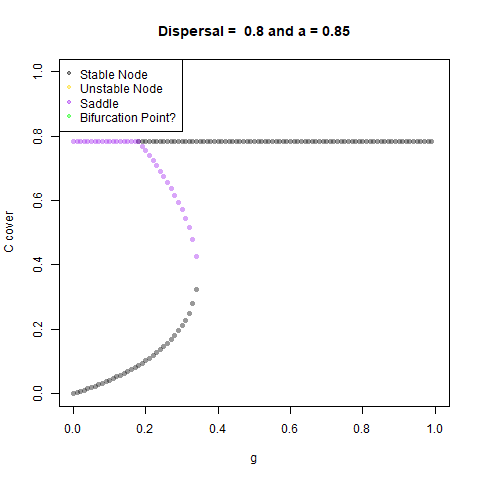 Dispersal =  0.8 and a = 0.85
Stable Node
Unstable Node
Saddle
Bifurcation Point?
1.0
0.8
0.6
0.4
0.2
0.0
C cover
0.0 0.2 0.4 0.6 0.8 1.0
g